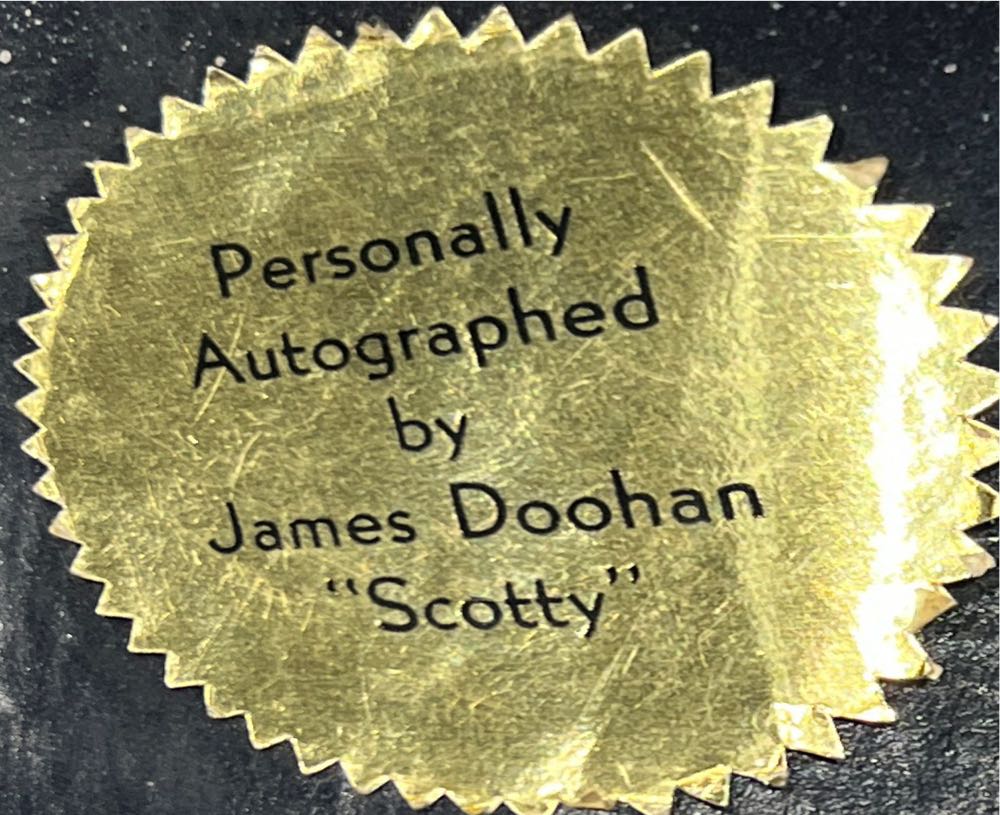 Personally
Autographed
by
James Doohan
“Scotty”